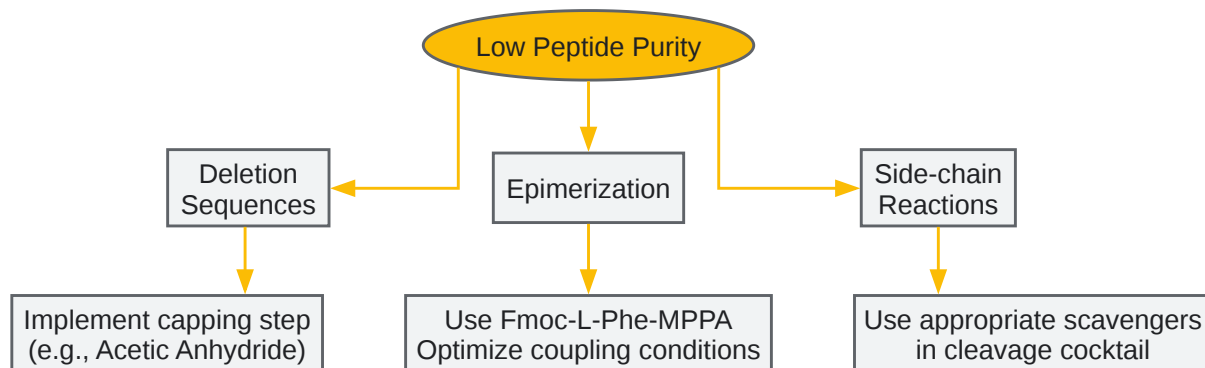 Low Peptide Purity
Deletion
Sequences
Epimerization
Side-chain
Reactions
Implement capping step
(e.g., Acetic Anhydride)
Use Fmoc-L-Phe-MPPA
Optimize coupling conditions
Use appropriate scavengers
in cleavage cocktail